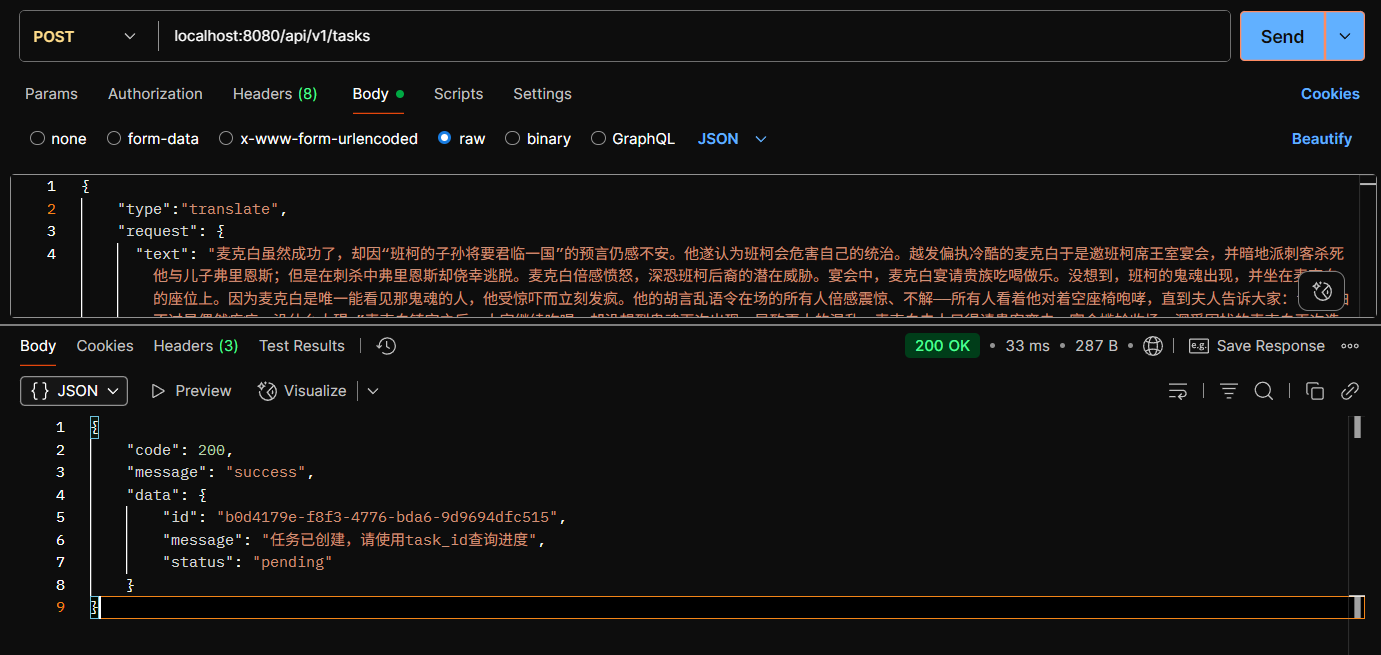 POST
localhost:8080/api/v1/tasks
Send
Params Authorization Headers (8) Body Scripts Settings Cookies
none form-data x-www-form-urlencoded raw binary GraphQL JSON Beautify
1 {
2 "type":"translate",
3 "request": {
4 "text": "麦克白虽然成功了，却因“班柯的子孙将要君临一国”的预言仍感不安。他遂认为班柯会危害自己的统治。越发偏执冷酷的麦克白于是邀班柯席王室宴会，并暗地派刺客杀死
他与儿子弗里恩斯；但是在刺杀中弗里恩斯却侥幸逃脱。麦克白倍感愤怒，深恐班柯后裔的潜在威胁。宴会中，麦克白宴请贵族吃喝做乐。没想到，班柯的鬼魂出现，并坐在
的座位上。因为麦克白是唯一能看见那鬼魂的人，他受惊吓而立刻发疯。他的胡言乱语令在场的所有人倍感震惊、不解——所有人看着他对着空座椅咆哮，直到夫人告诉大家：
Body Cookies Headers (3) Test Results 200 OK • 33 ms • 287 B • Save Response
{} JSON Preview Visualize
1 {
2 "code": 200,
3 "message": "success",
4 "data": {
5 "id": "b0d4179e-f8f3-4776-bda6-9d9694dfc515",
6 "message": "任务已创建，请使用task_id查询进度",
7 "status": "pending"
8 }
9 }